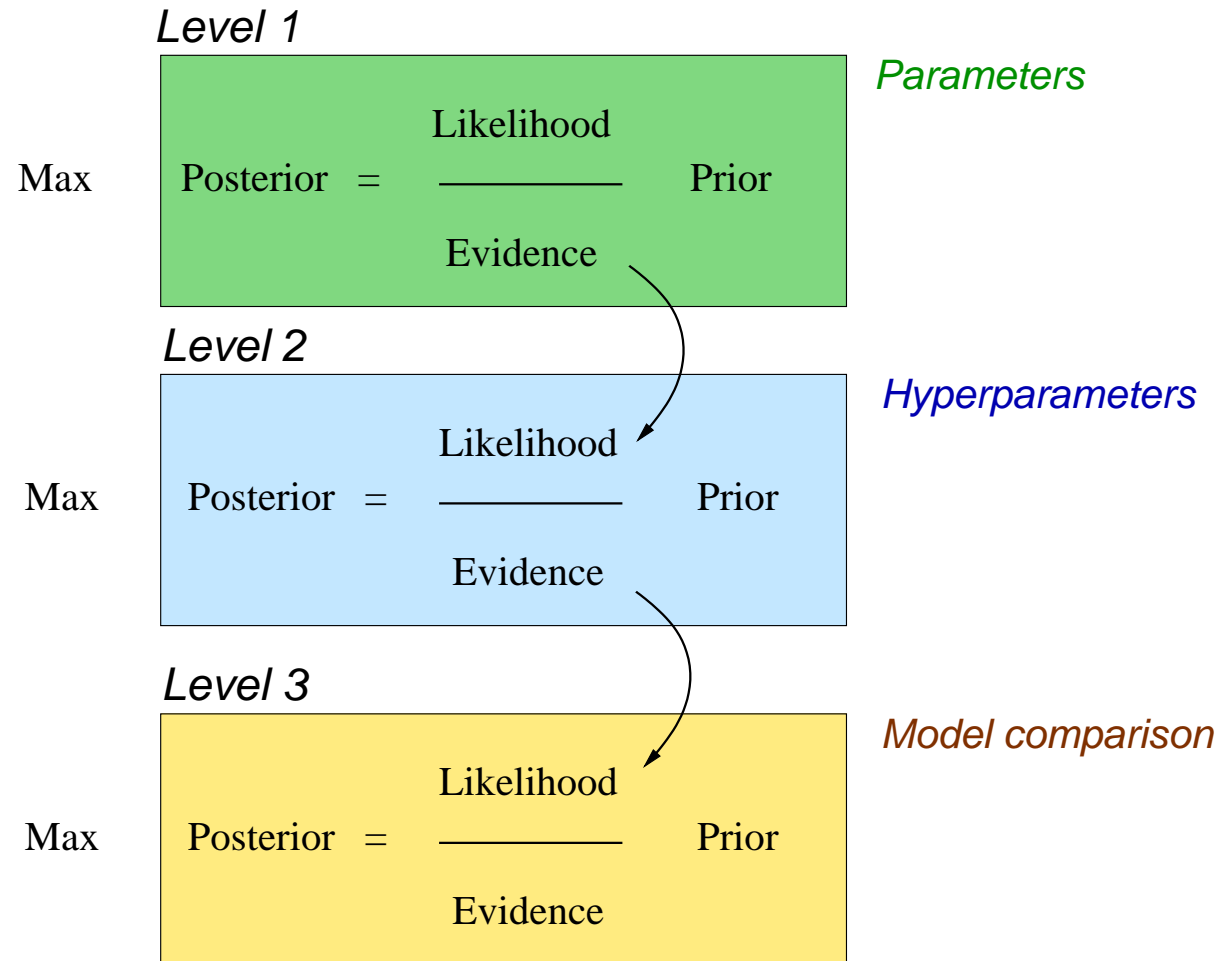 Level 1
Parameters
Likelihood
Max Posterior = Prior
Evidence
Level 2
Hyperparameters
Likelihood
Max Posterior = Prior
Evidence
Level 3
Model comparison
Likelihood
Max Posterior = Prior
Evidence